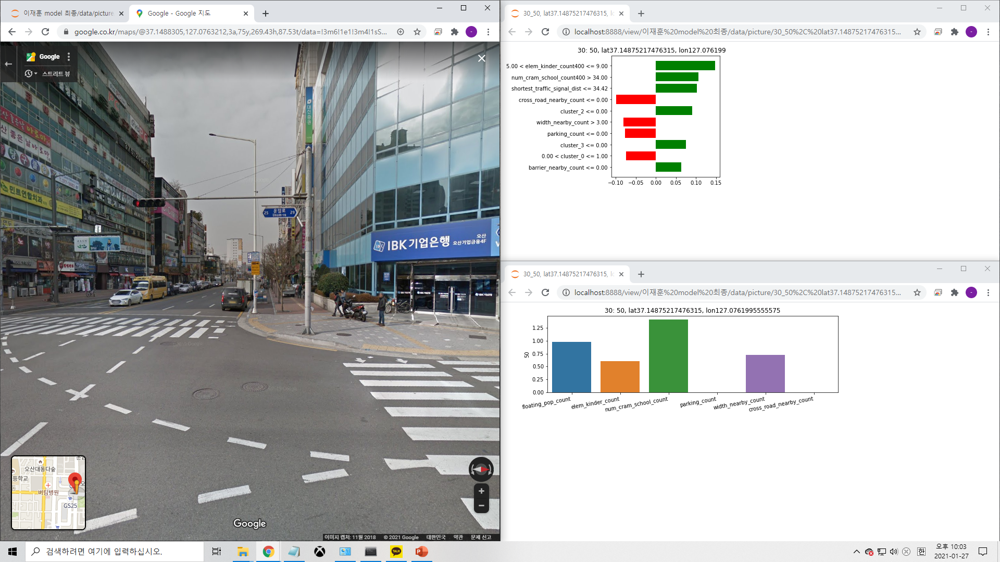 이재훈 model 최종/data/picture
Google - Google 지도
google.co.kr/maps/@37.1488305,127.0763212,3a,75y,269.43h,87.53t/data=!3m6!1e1!3m4!1sS...
Google
스트리트 뷰
대신증권
민트연합치과
25 운암로 29
Unam-ro
IBK기업은행
오산
오산기업금융4F
오산대동다숲
등학교
버팀병원
GS25
Google
이미지 캡처: 11월 2018 © 2021 Google 대한민국 약관 문제 신고
30_50, lat37.14875217476315, l
localhost:8888/view/이재훈%20model%20최종/data/picture/30_50%2C%20lat37.14875217476315...
30: 50, lat37.14875217476315, lon127.076199
5.00 < elem_kinder_count400 <= 9.00
num_cram_school_count400 > 34.00
shortest_traffic_signal_dist <= 34.42
cross_road_nearby_count <= 0.00
cluster_2 <= 0.00
width_nearby_count > 3.00
parking_count <= 0.00
cluster_3 <= 0.00
0.00 < cluster_0 <= 1.00
barrier_nearby_count <= 0.00
−0.10 −0.05 0.00 0.05 0.10 0.15
30_50, lat37.14875217476315, l
localhost:8888/view/이재훈%20model%20최종/data/picture/30_50%2C%20lat37.14875217476315...
30: 50, lat37.14875217476315, lon127.0761995555575
1.25
1.00
0.75
50
0.50
0.25
0.00
floating_pop_count
elem_kinder_count
num_cram_school_count
parking_count
width_nearby_count
cross_road_nearby_count
검색하려면 여기에 입력하십시오.
TALK
한
오후 10:03
2021-01-27